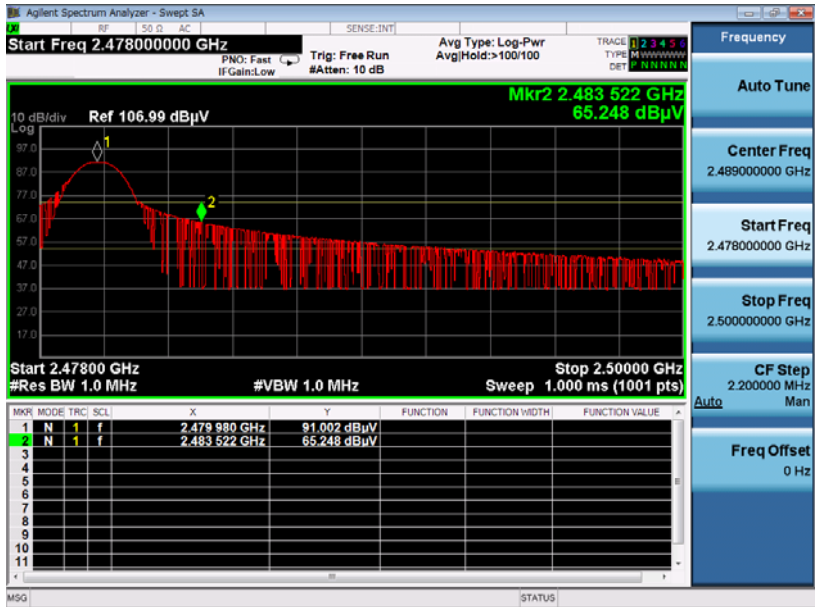 Agilent Spectrum Analyzer - Swept SA
RF 50 Ω AC SENSE:INT
Start Freq 2.478000000 GHz
PNO: Fast
IFGain:Low
Trig: Free Run
#Atten: 10 dB
Avg Type: Log-Pwr
Avg|Hold:>100/100
TRACE 1 2 3 4 5 6
TYPE M WWWWW
DET P N N N N N
Mkr2 2.483 522 GHz
65.248 dBµV
10 dB/div Ref 106.99 dBµV
Log
97.0
87.0
77.0
67.0
57.0
47.0
37.0
27.0
17.0
1
2
Start 2.47800 GHz Stop 2.50000 GHz
#Res BW 1.0 MHz #VBW 1.0 MHz Sweep 1.000 ms (1001 pts)
MKR MODE TRC SCL X Y FUNCTION FUNCTION WIDTH FUNCTION VALUE
1 N 1 f 2.479 980 GHz 91.002 dBµV
2 N 1 f 2.483 522 GHz 65.248 dBµV
3
4
5
6
7
8
9
10
11
MSG STATUS
Frequency
Auto Tune
Center Freq
2.489000000 GHz
Start Freq
2.478000000 GHz
Stop Freq
2.500000000 GHz
CF Step
2.200000 MHz
Auto Man
Freq Offset
0 Hz